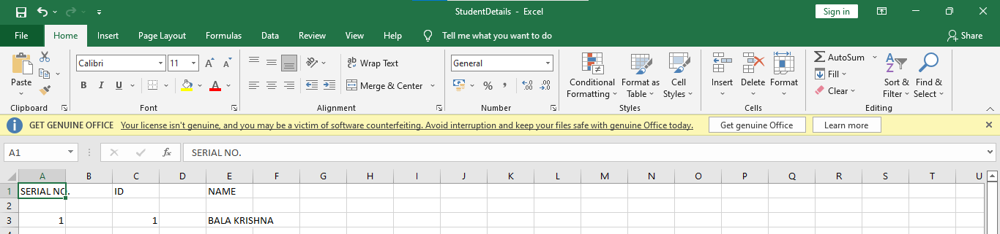 StudentDetails - Excel
Sign in
File Home Insert Page Layout Formulas Data Review View Help Tell me what you want to do Share
Paste
Clipboard
Calibri 11
B I U A
Font
Wrap Text
Merge & Center
Alignment
General
% ,
Number
Conditional Formatting
Format as Table
Cell Styles
Styles
Insert Delete Format
Cells
AutoSum
Fill
Clear
Sort & Filter
Find & Select
Editing
GET GENUINE OFFICE Your license isn't genuine, and you may be a victim of software counterfeiting. Avoid interruption and keep your files safe with genuine Office today. Get genuine Office Learn more
A1 fx SERIAL NO.
A B C D E F G H I J K L M N O P Q R S T U
1 SERIAL NO. ID NAME
2
3 1 1 BALA KRISHNA